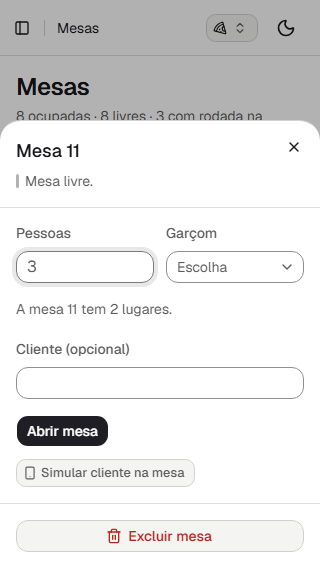 Mesas
Mesas
8 ocupadas · 8 livres · 3 com rodada na
Mesa 11
Mesa livre.
Pessoas
Garçom
3
Escolha
A mesa 11 tem 2 lugares.
Cliente (opcional)
Abrir mesa
Simular cliente na mesa
Excluir mesa